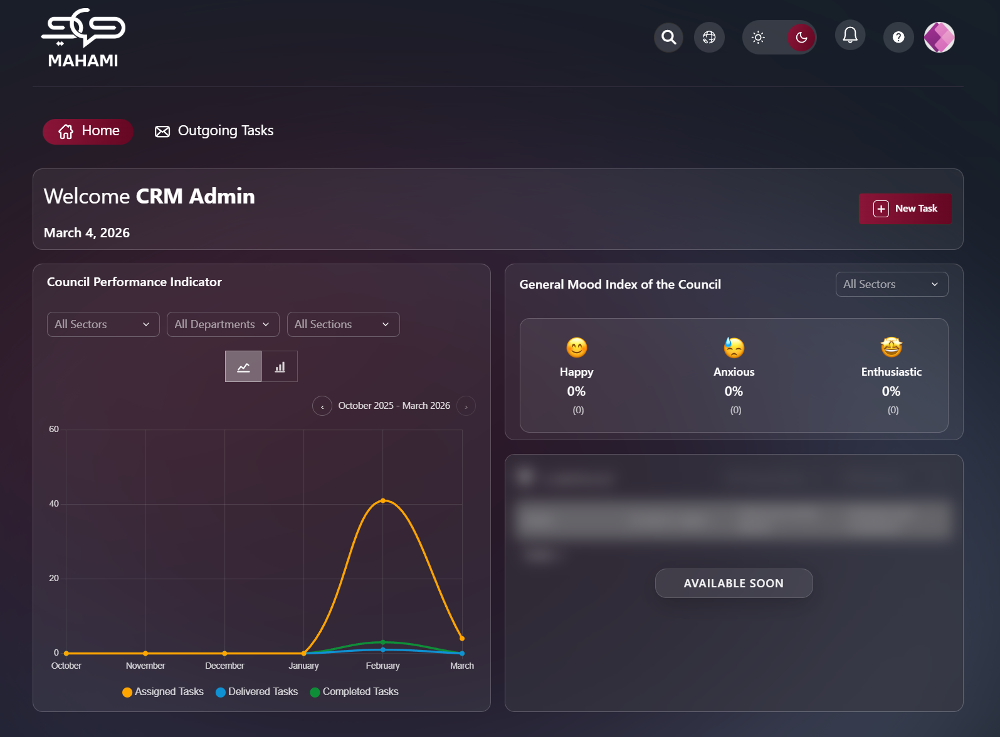 MAHAMI
Home
Outgoing Tasks
Welcome CRM Admin
March 4, 2026
New Task
Council Performance Indicator
All Sectors
All Departments
All Sections
October 2025 - March 2026
60
40
20
0
October
November
December
January
February
March
Assigned Tasks
Delivered Tasks
Completed Tasks
General Mood Index of the Council
All Sectors
Happy
0%
(0)
Anxious
0%
(0)
Enthusiastic
0%
(0)
AVAILABLE SOON